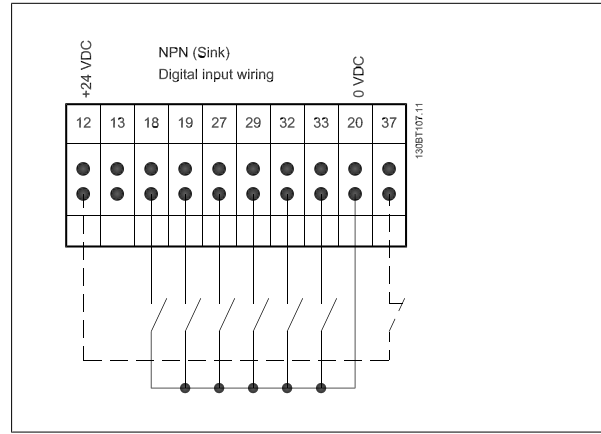 +24 VDC
NPN (Sink)
Digital input wiring
0 VDC
12 13 18 19 27 29 32 33 20 37
130BT107.11